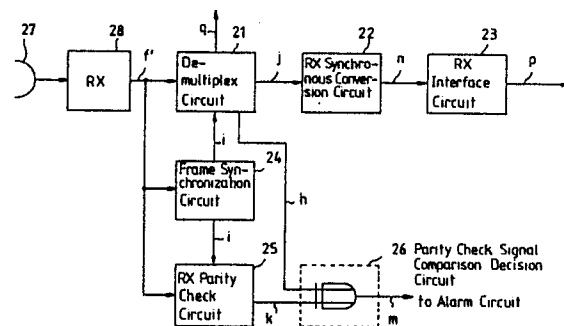 27
28
RX
f'
q
21
De-
multiplex
Circuit
j
22
RX Synchro-
nous Conver-
sion Circuit
n
23
RX
Interface
Circuit
p
i
24
Frame Syn-
chronization
Circuit
h
i
25
RX Parity
Check
Circuit
k
26 Parity Check Signal
Comparison Decision
Circuit
to Alarm Circuit
m